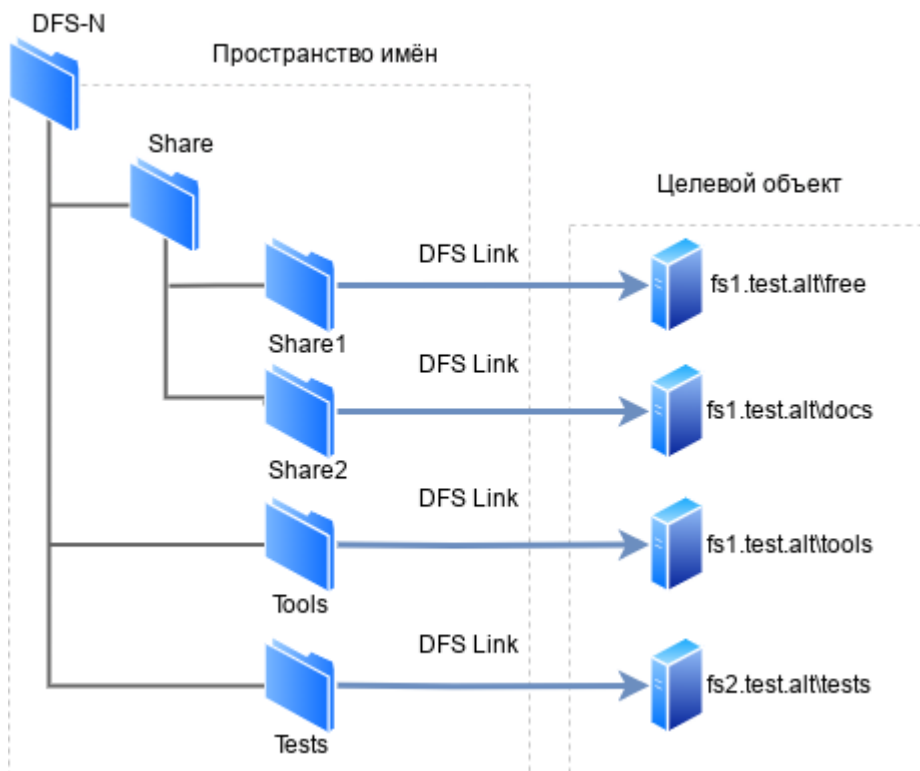 DFS-N
Пространство имён
Share
Целевой объект
DFS Link
fs1.test.alt\free
Share1
DFS Link
fs1.test.alt\docs
Share2
DFS Link
fs1.test.alt\tools
Tools
DFS Link
fs2.test.alt\tests
Tests